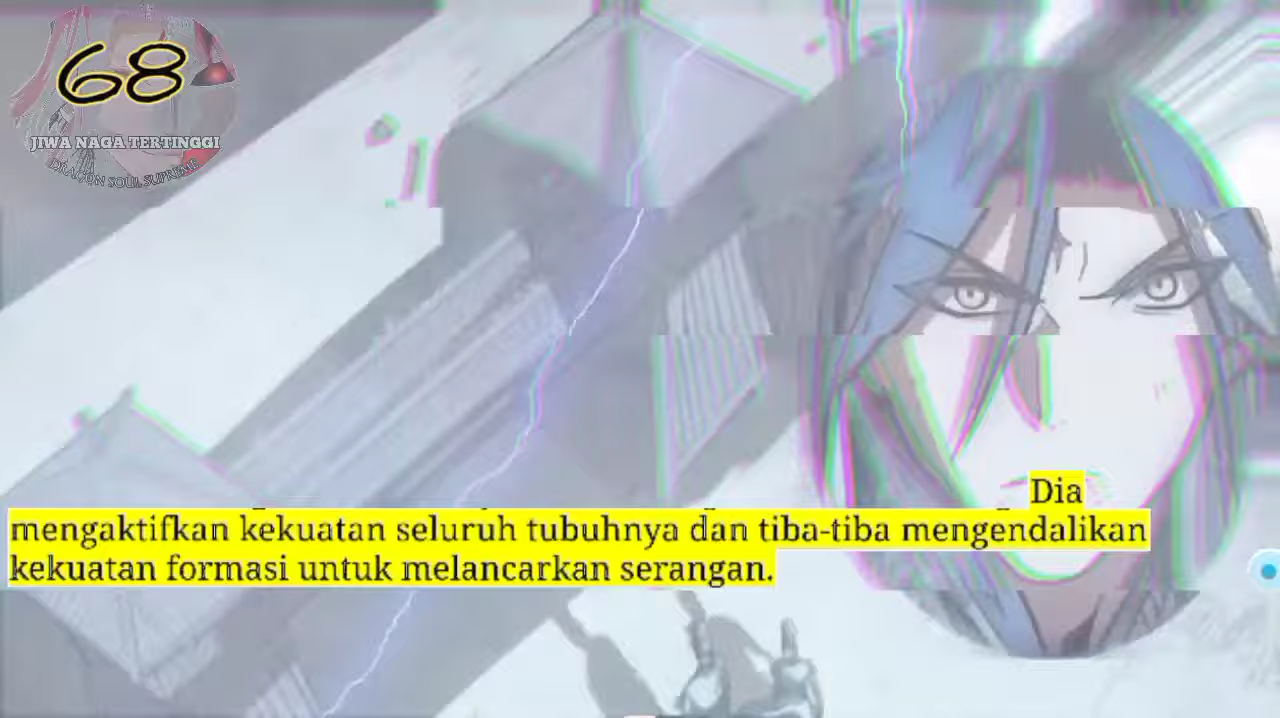 68
JIWA NAGA TERTINGGI
DRAGON SOUL SUPREME
Dia
mengaktifkan kekuatan seluruh tubuhnya dan tiba-tiba mengendalikan
kekuatan formasi untuk melancarkan serangan.